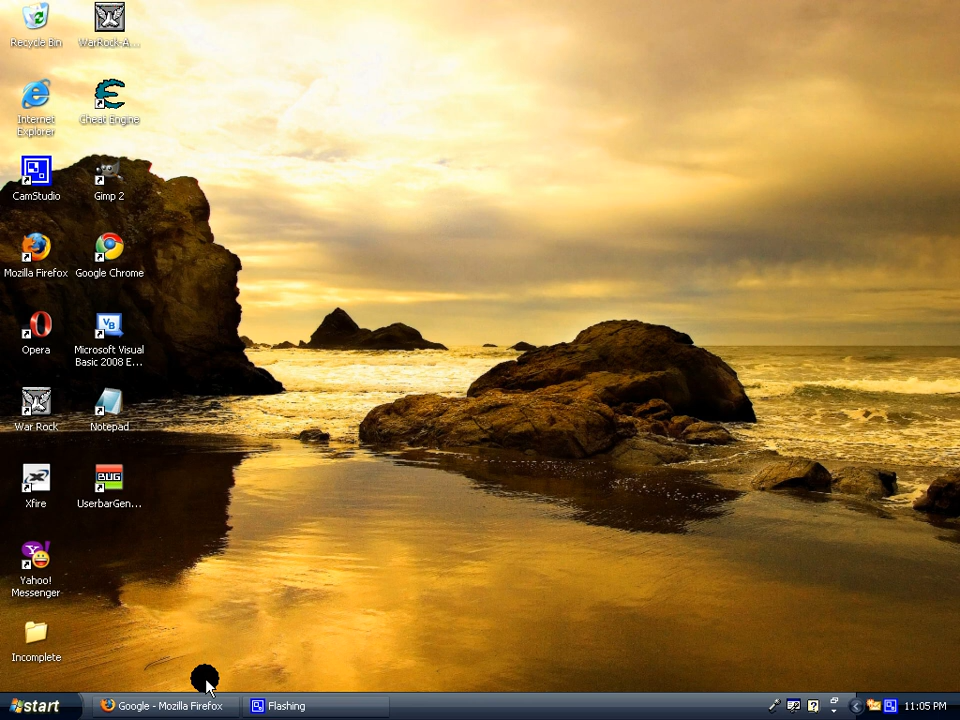 Recycle Bin
WarRock-A...
Internet
Explorer
Cheat Engine
CamStudio
Gimp 2
Mozilla Firefox
Google Chrome
Opera
Microsoft Visual
Basic 2008 E...
War Rock
Notepad
BUG
Xfire
UserbarGen...
Yahoo!
Messenger
Incomplete
start
Google - Mozilla Firefox
Flashing
11:05 PM